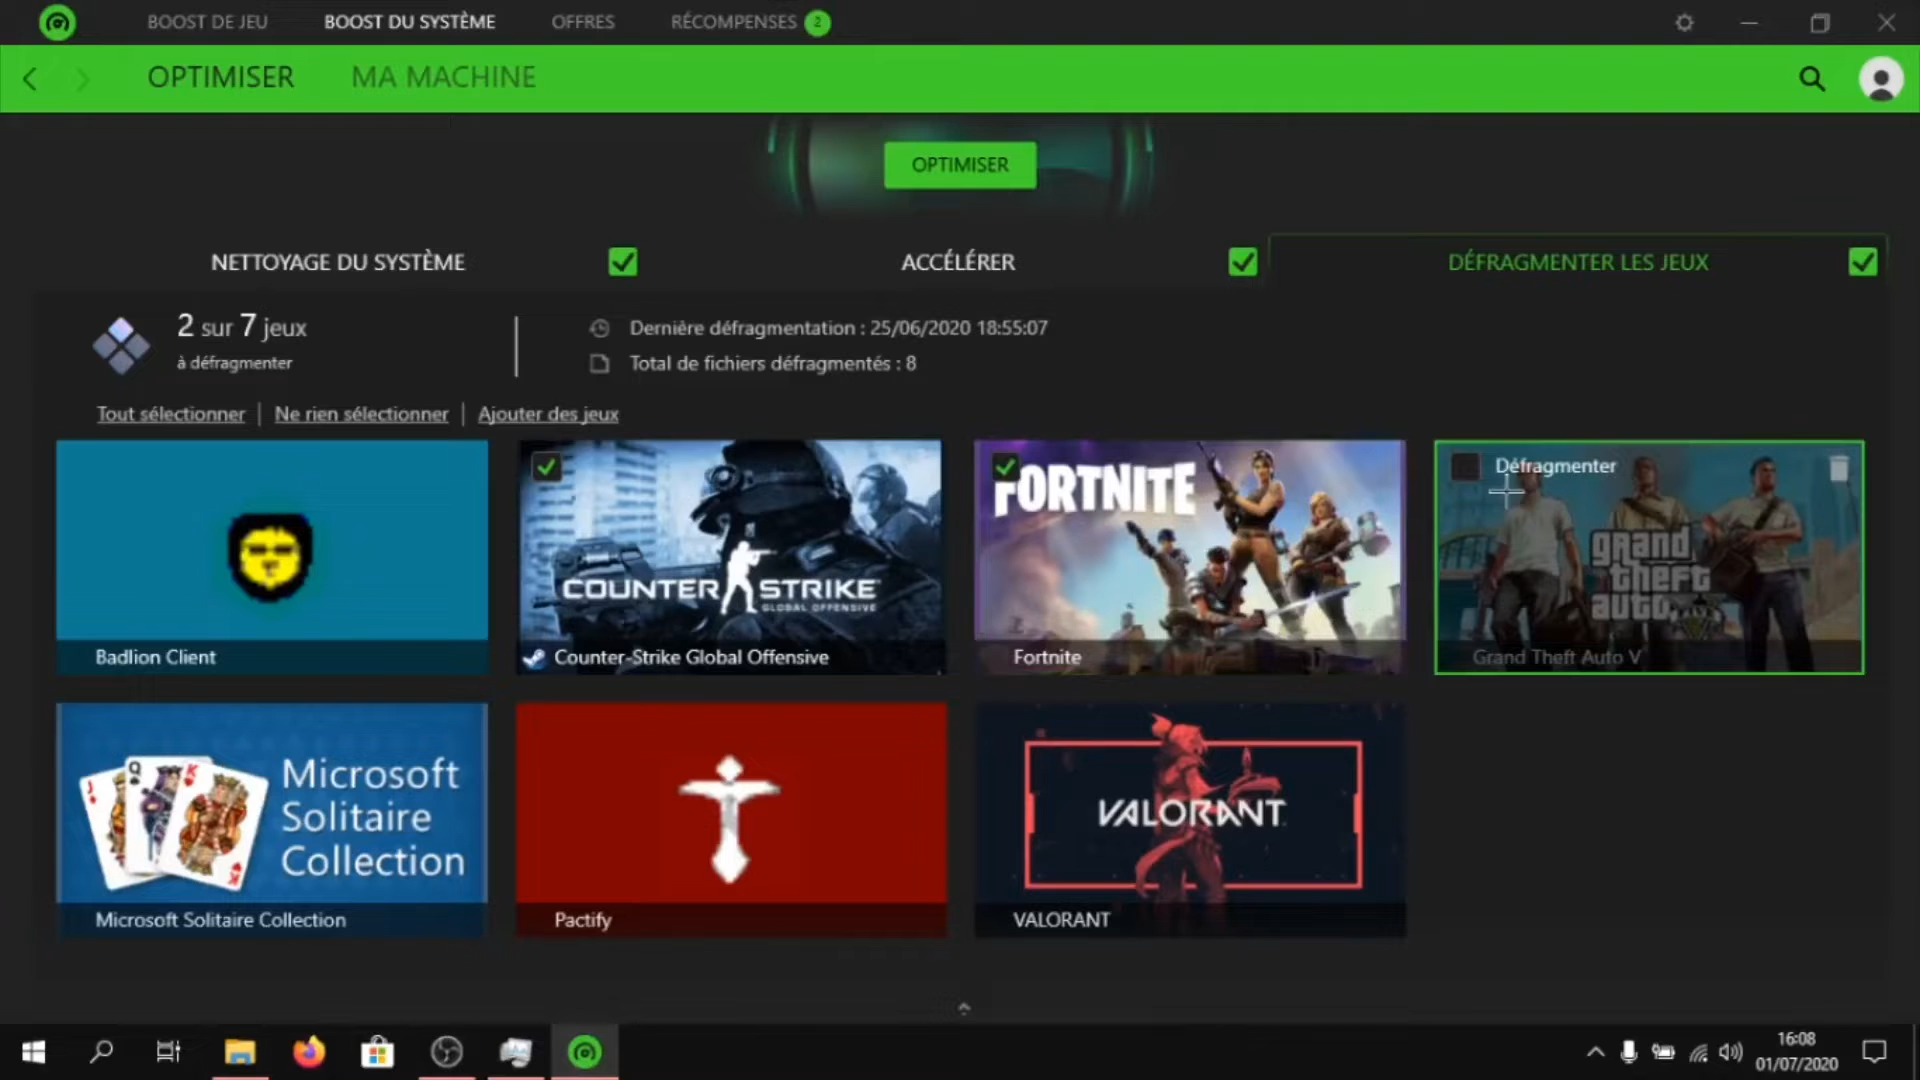 BOOST DE JEU BOOST DU SYSTÈME OFFRES RÉCOMPENSES 2
OPTIMISER MA MACHINE
OPTIMISER
NETTOYAGE DU SYSTÈME ACCÉLÉRER DÉFRAGMENTER LES JEUX
2 sur 7 jeux
à défragmenter
Dernière défragmentation : 25/06/2020 18:55:07
Total de fichiers défragmentés : 8
Tout sélectionner | Ne rien sélectionner | Ajouter des jeux
Badlion Client
COUNTER STRIKE
GLOBAL OFFENSIVE
Counter-Strike Global Offensive
FORTNITE
Fortnite
Défragmenter
grand
theft
auto
V
Grand Theft Auto V
J Q K
Microsoft
Solitaire
Collection
Microsoft Solitaire Collection
Pactify
VALORANT
VALORANT
16:08
01/07/2020